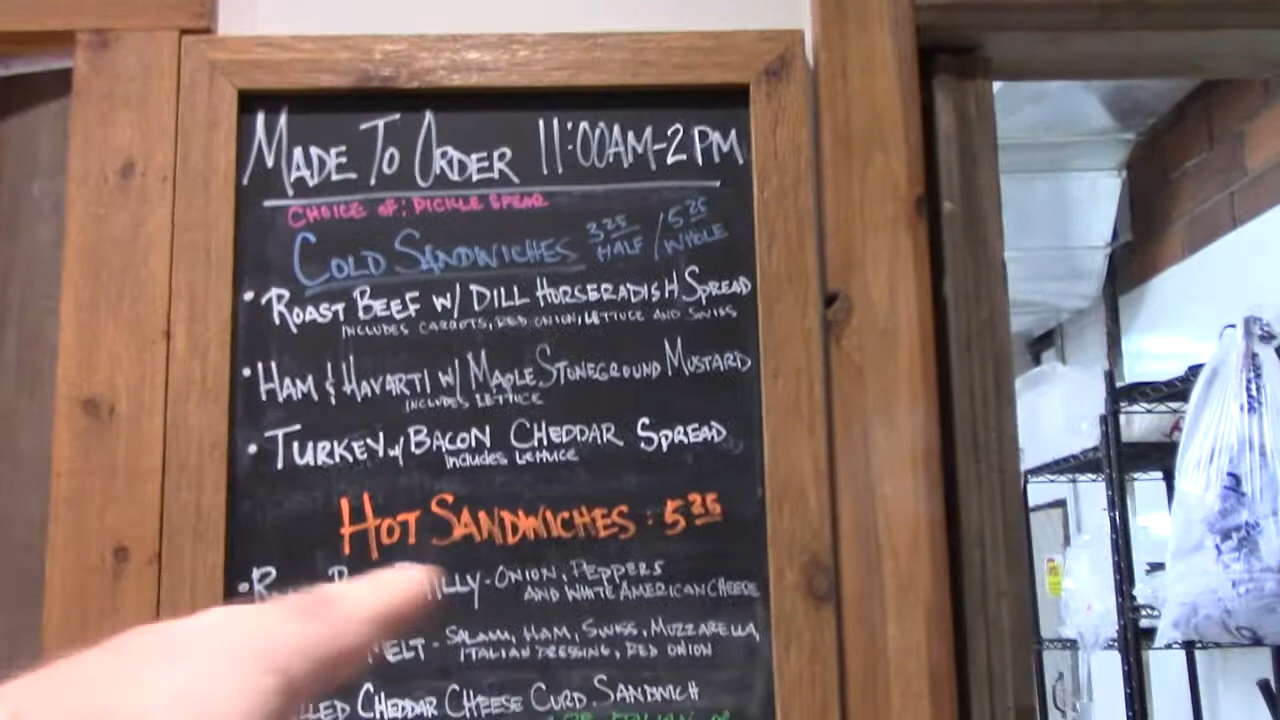 MADE TO ORDER 11:00AM-2PM
CHOICE OF: PICKLE SPEAR
COLD SANDWICHES 3.25 HALF / 5.25 WHOLE
• ROAST BEEF W/ DILL HORSERADISH SPREAD
INCLUDES CARROTS, RED ONION, LETTUCE AND SWISS
• HAM & HAVARTI W/ MAPLE STONEGROUND MUSTARD
INCLUDES LETTUCE
• TURKEY w/ BACON CHEDDAR SPREAD
includes Lettuce
HOT SANDWICHES: 5.25
PHILLY - ONION, PEPPERS
AND WHITE AMERICAN CHEESE
MELT - SALAMI, HAM, SWISS, MUZZARELLA,
ITALIAN DRESSING, RED ONION
CHEDDAR CHEESE CURD SANDWICH